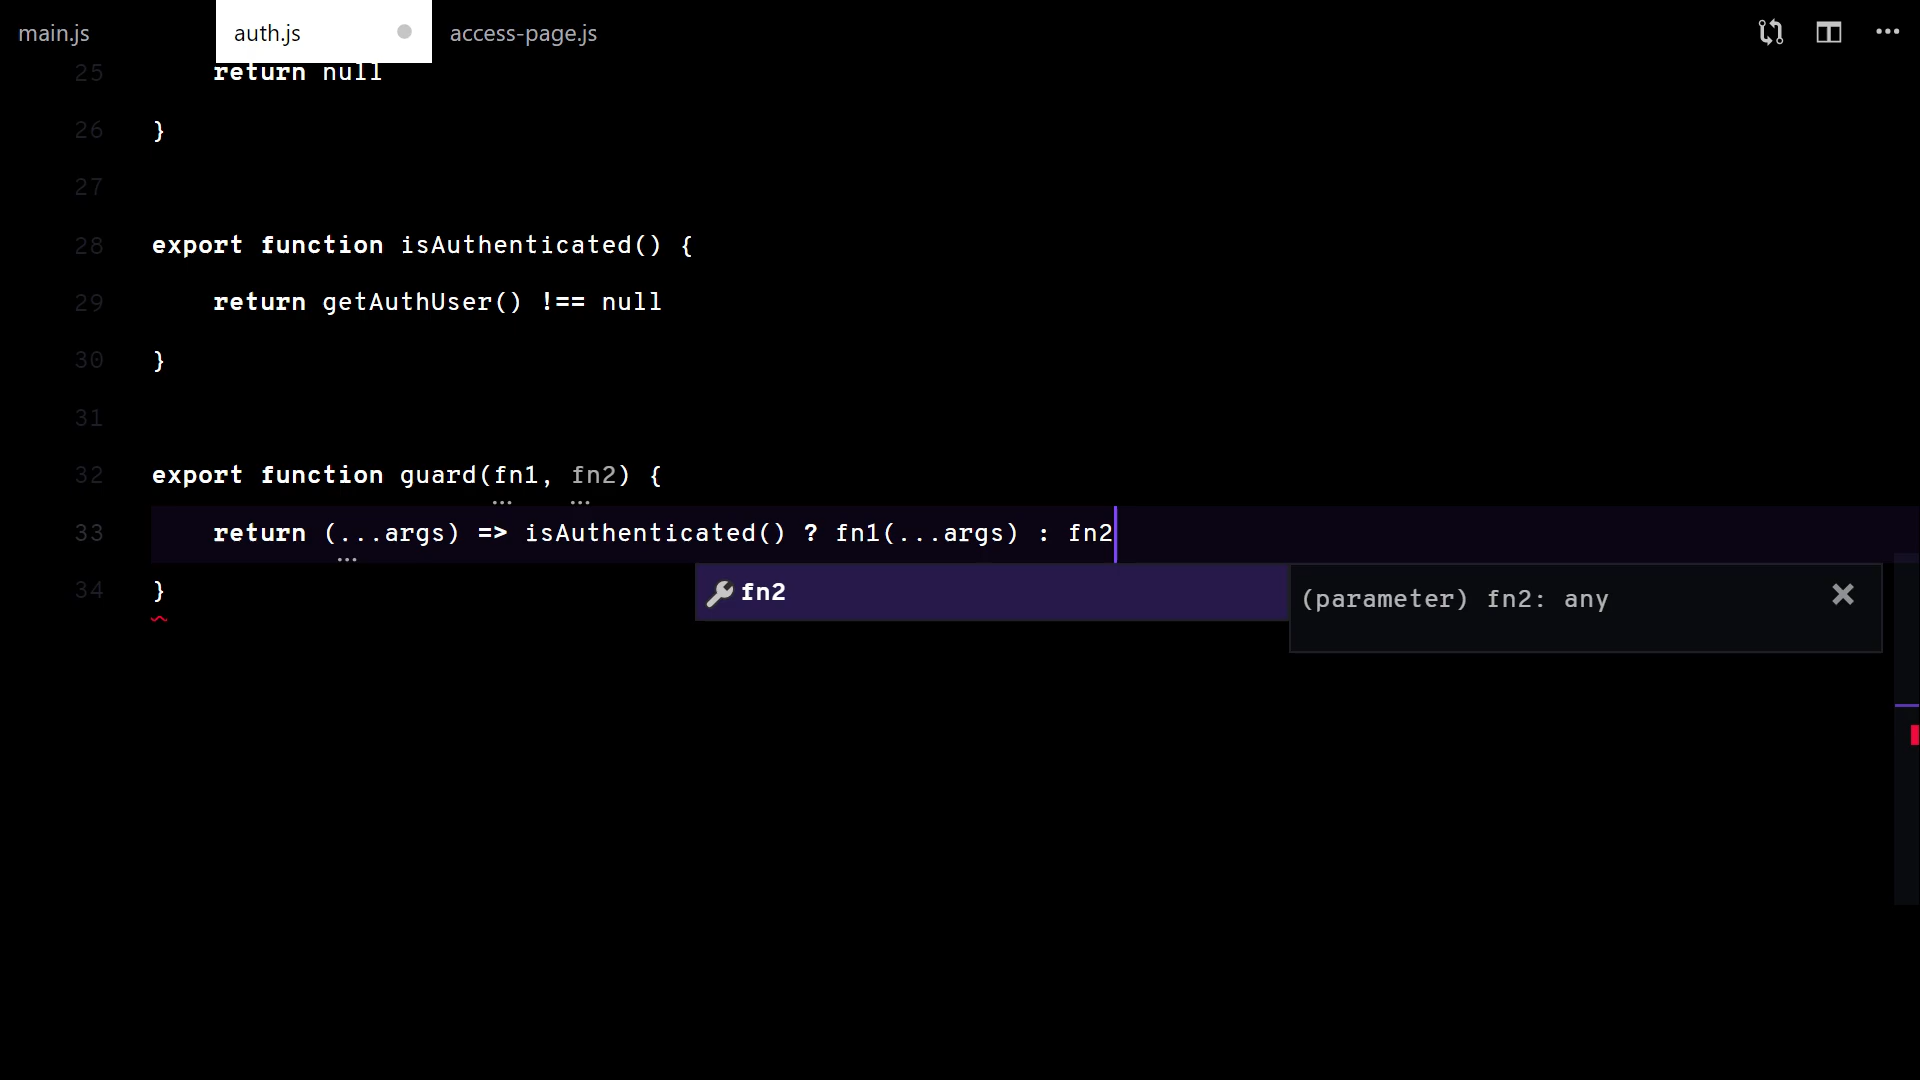 main.js auth.js access-page.js
25 return null
26 }
27
28 export function isAuthenticated() {
29 return getAuthUser() !== null
30 }
31
32 export function guard(fn1, fn2) {
33 return (...args) => isAuthenticated() ? fn1(...args) : fn2
34 }
fn2
(parameter) fn2: any